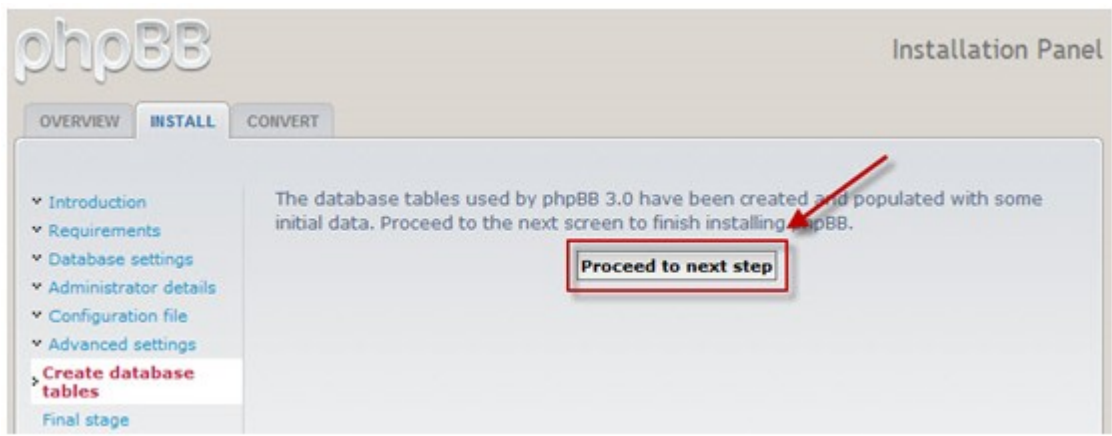 phpBB
Installation Panel
OVERVIEW
INSTALL
CONVERT
Introduction
Requirements
Database settings
Administrator details
Configuration file
Advanced settings
Create database
tables
Final stage
The database tables used by phpBB 3.0 have been created and populated with some
initial data. Proceed to the next screen to finish installing phpBB.
Proceed to next step